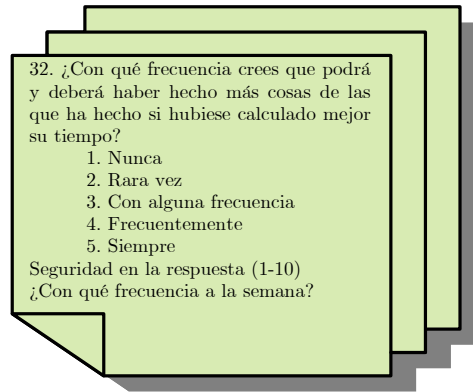 32. ¿Con qué frecuencia crees que podrá
y deberá haber hecho más cosas de las
que ha hecho si hubiese calculado mejor
su tiempo?
1. Nunca
2. Rara vez
3. Con alguna frecuencia
4. Frecuentemente
5. Siempre
Seguridad en la respuesta (1-10)
¿Con qué frecuencia a la semana?